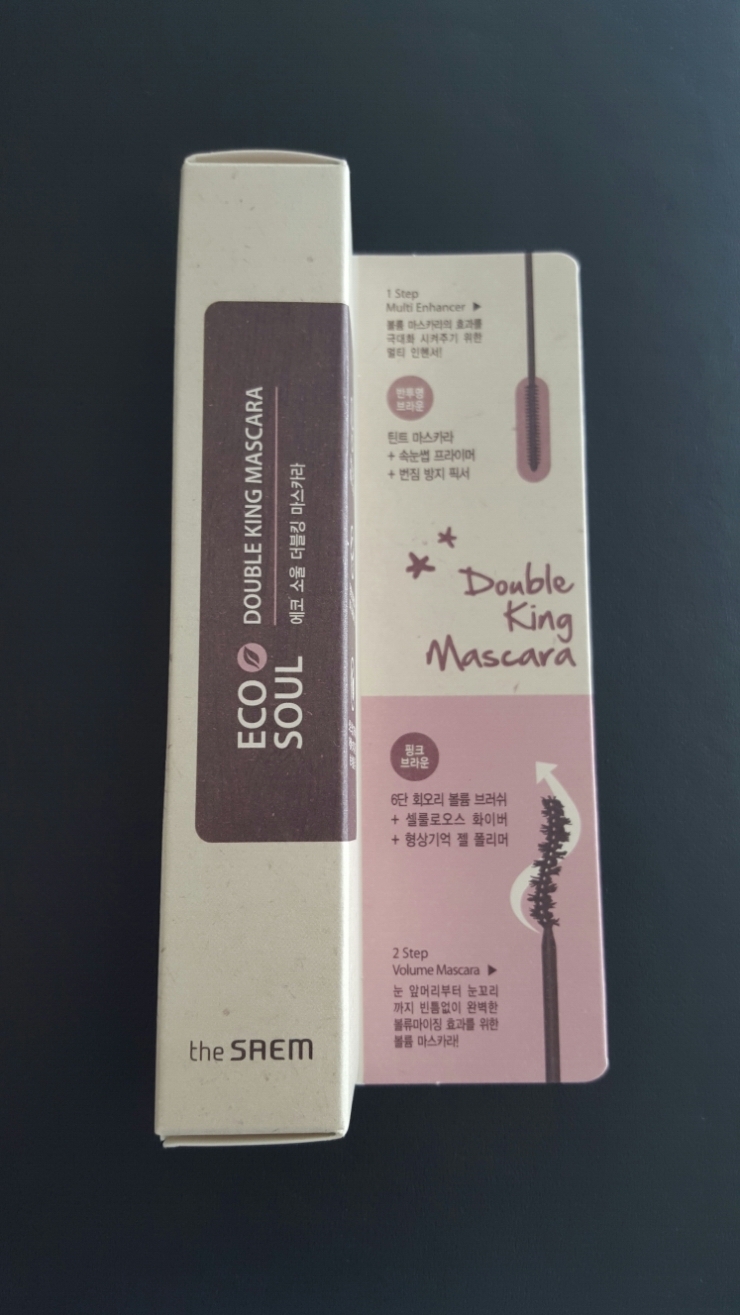 ECO
SOUL
DOUBLE KING MASCARA
에코 소울 더블킹 마스카라
the SAEM
1 Step
Multi Enhancer ▶
볼륨 마스카라의 효과를
극대화 시켜주기 위한
멀티 인핸서!
반투명
브라운
틴트 마스카라
+ 속눈썹 프라이머
+ 번짐 방지 픽서
Double
King
Mascara
핑크
브라운
6단 회오리 볼륨 브러쉬
+ 셀룰로오스 화이버
+ 형상기억 젤 폴리머
2 Step
Volume Mascara ▶
눈 앞머리부터 눈꼬리
까지 빈틈없이 완벽한
볼류마이징 효과를 위한
볼륨 마스카라!